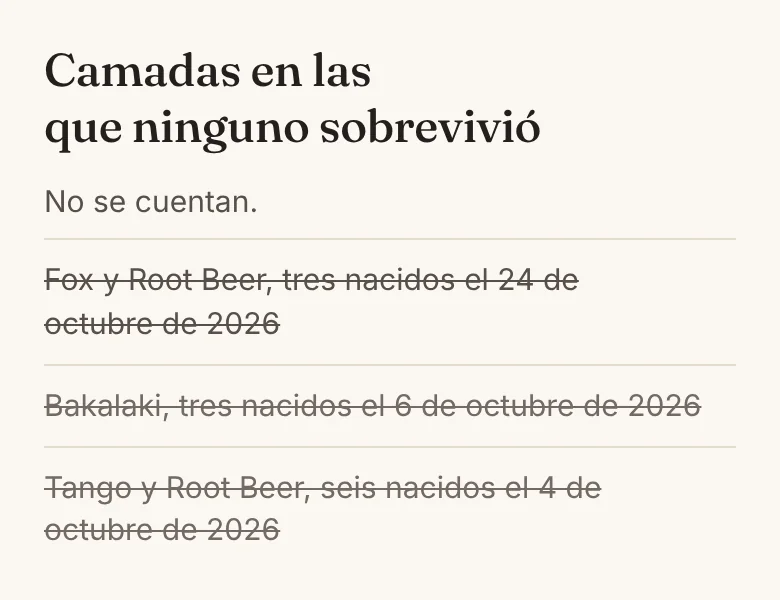 Camadas en las
que ninguno sobrevivió
No se cuentan.
Fox y Root Beer, tres nacidos el 24 de
octubre de 2026
Bakalaki, tres nacidos el 6 de octubre de 2026
Tango y Root Beer, seis nacidos el 4 de
octubre de 2026